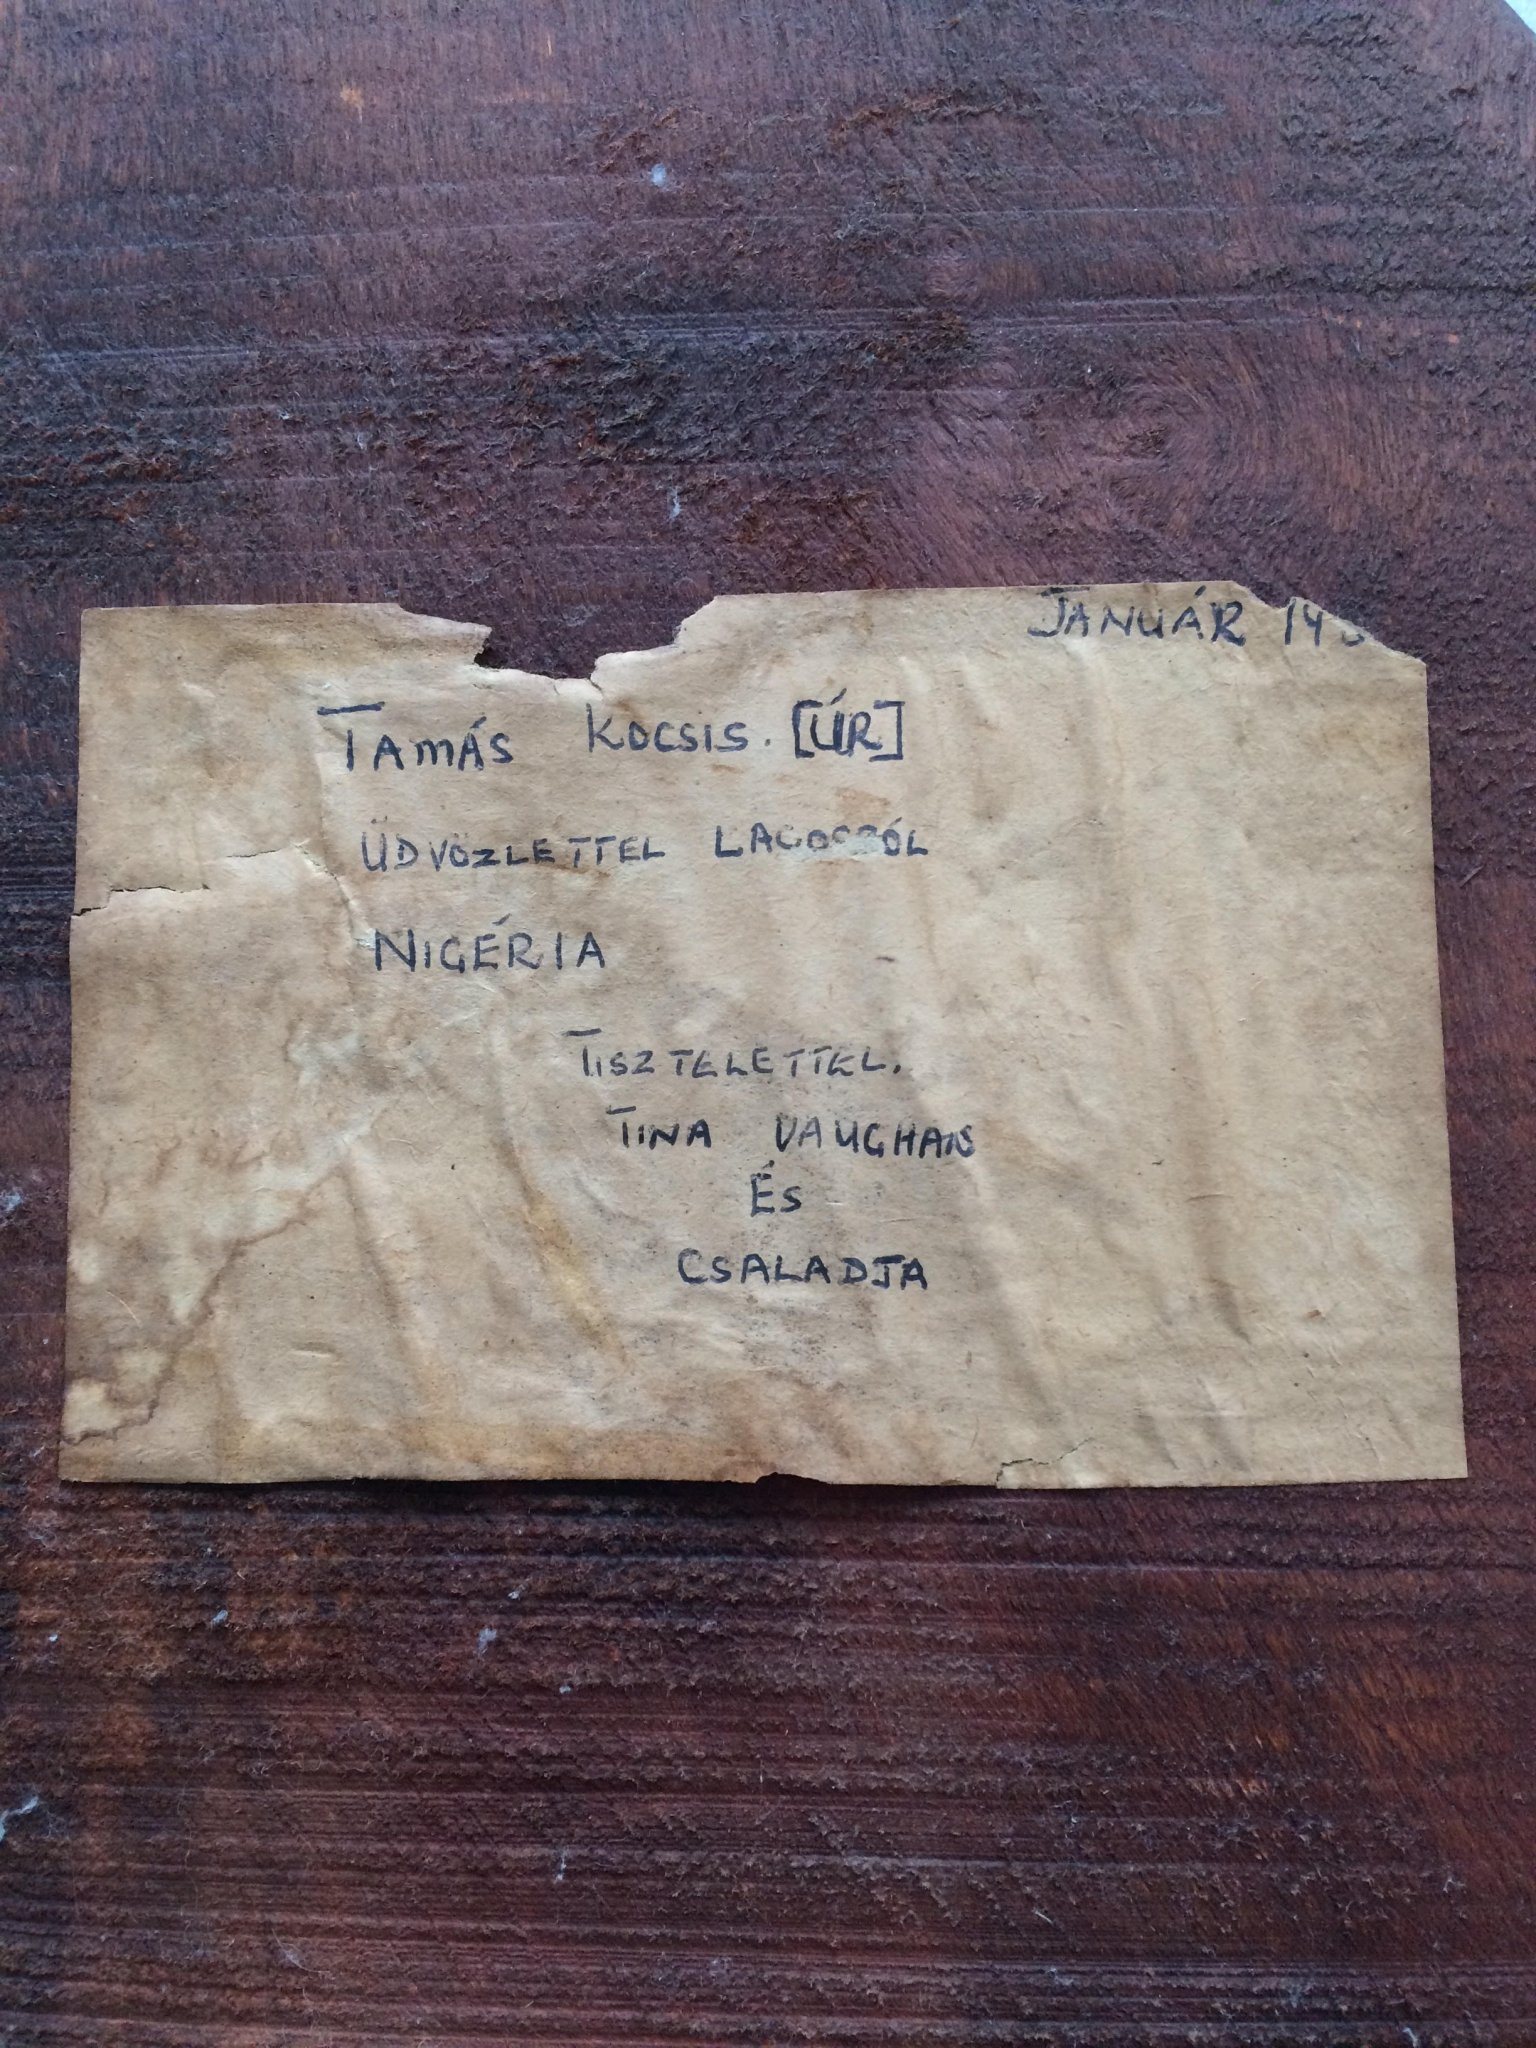 JANUÁR 14
TAMÁS KOCSIS. [ÚR]
ÜDVÖZLETTEL LAGOSBÓL
NIGÉRIA
TISZTELETTEL.
TINA VAUGHAN
ÉS
CSALADJA